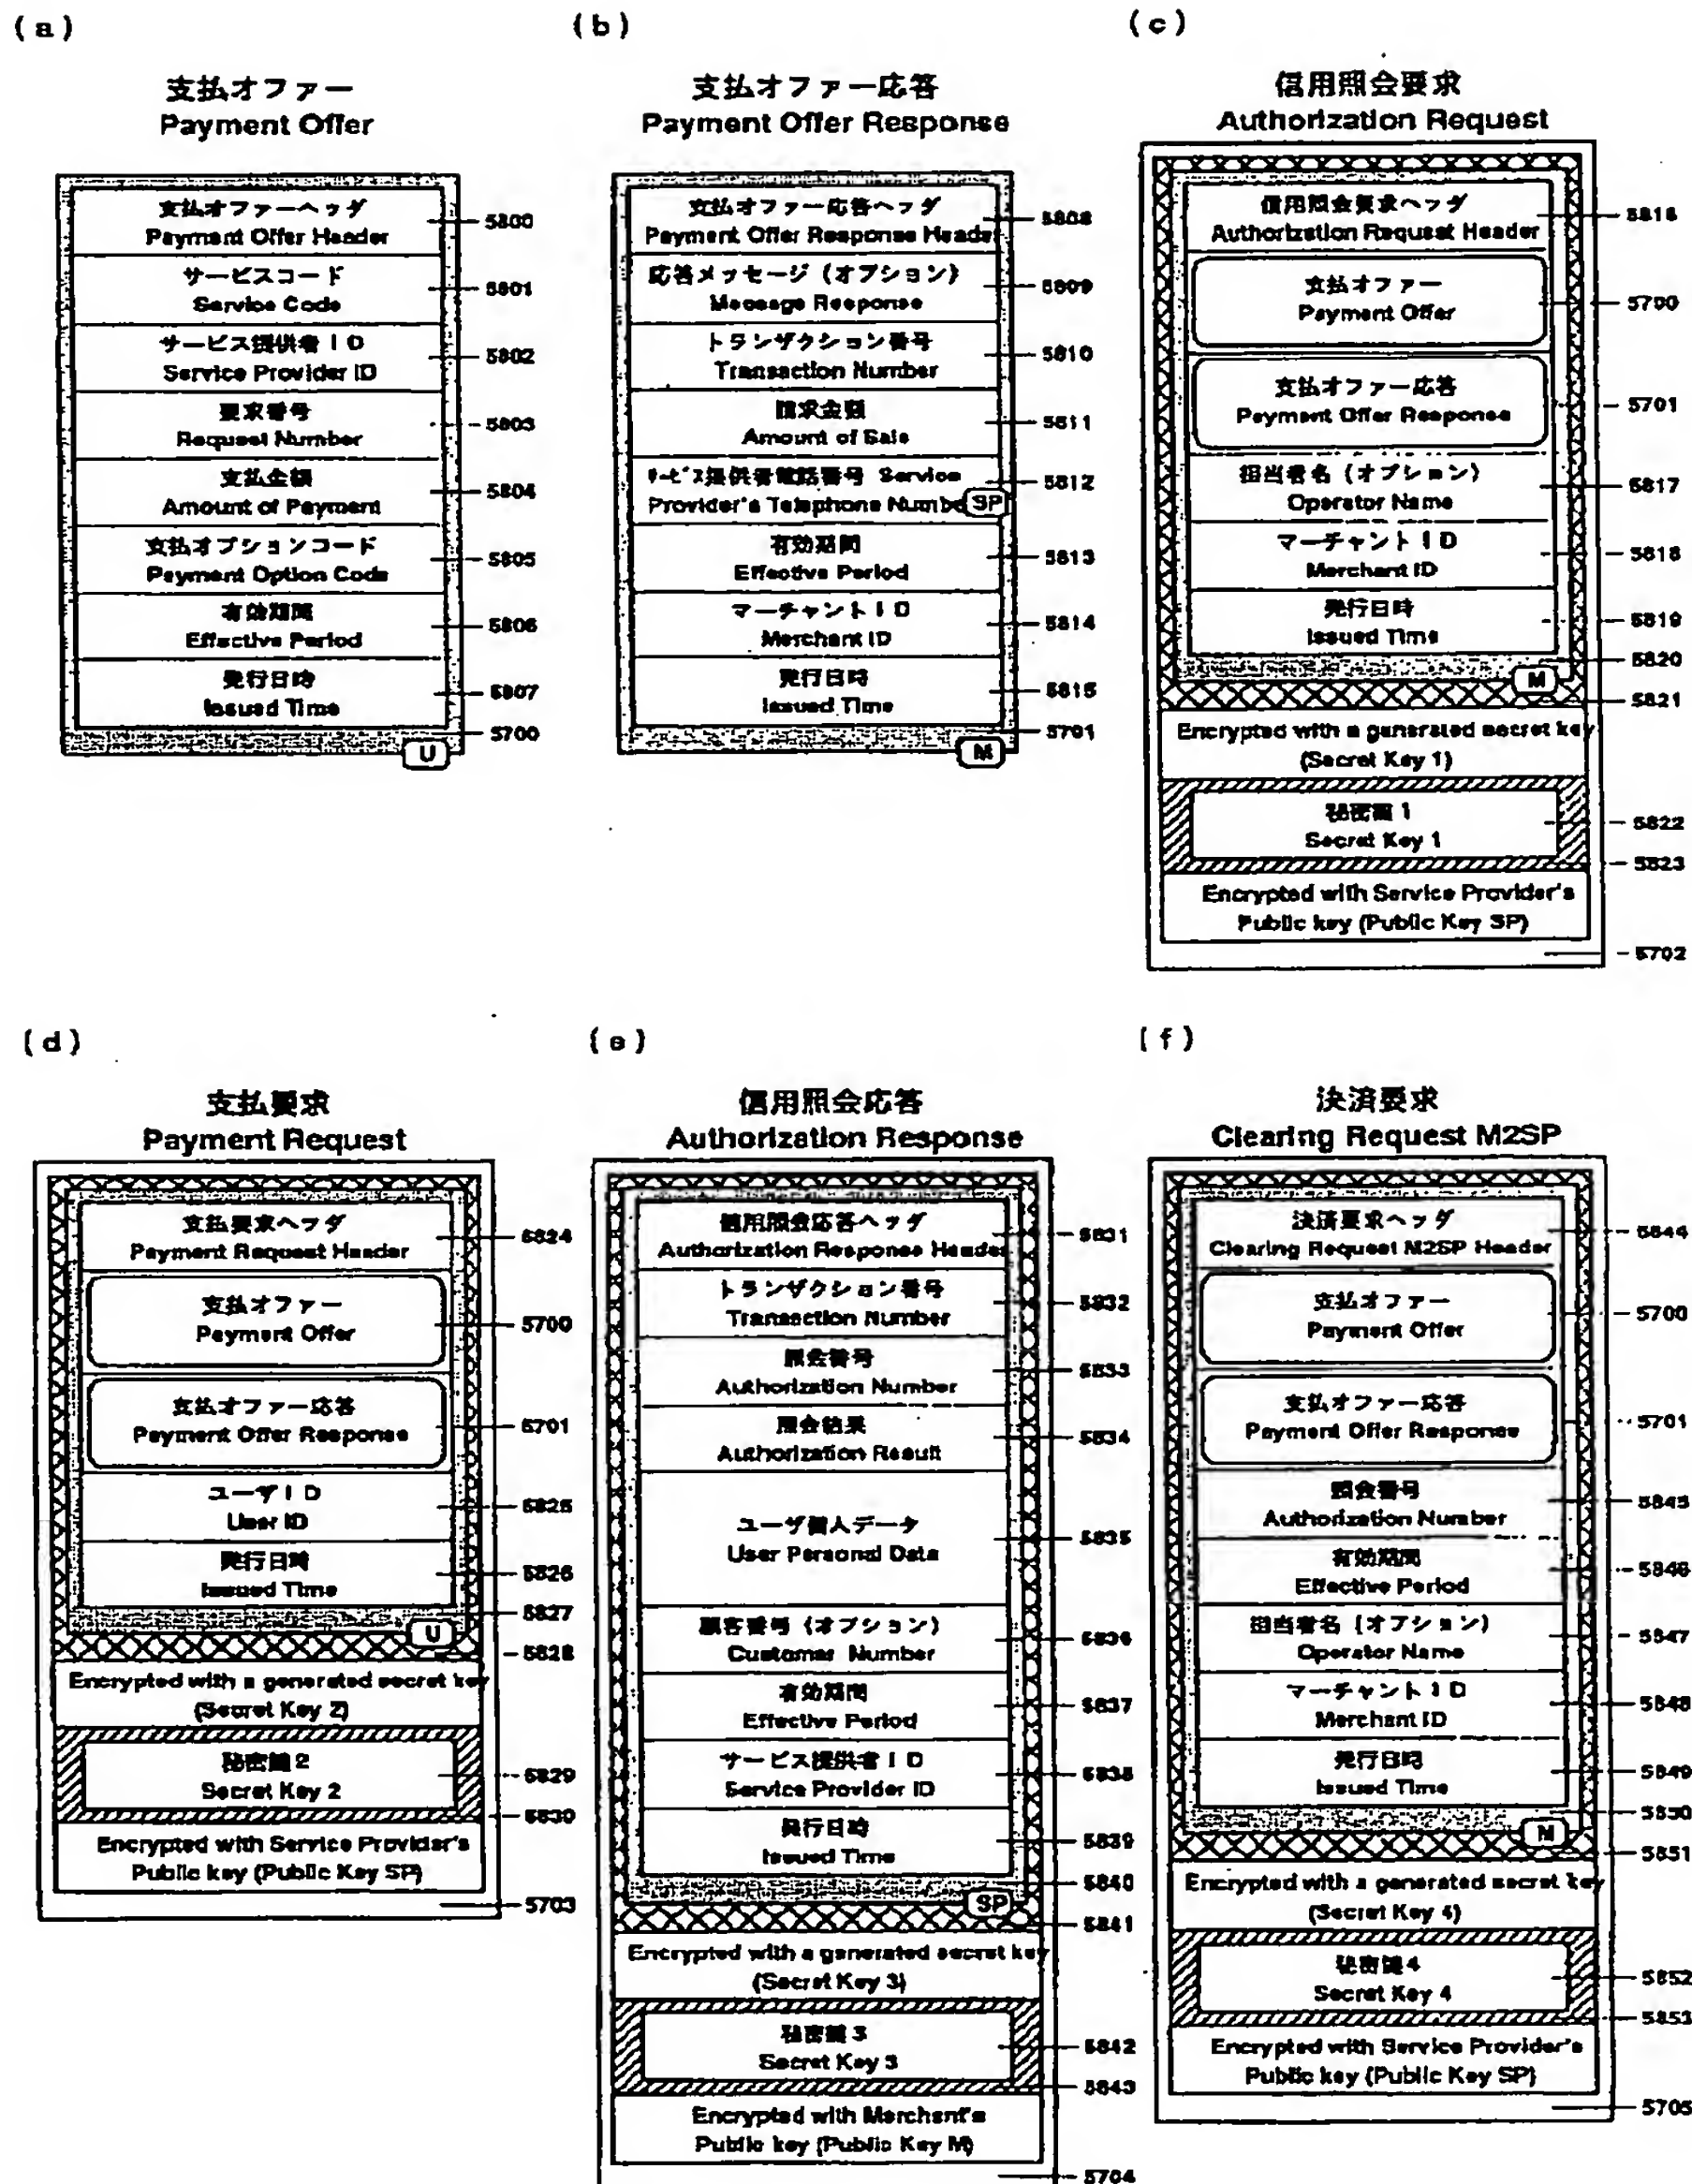 (a)
支払オファー
Payment Offer
支払オファーヘッダ
Payment Offer Header
5800
サービスコード
Service Code
5801
サービス提供者ID
Service Provider ID
5802
要求番号
Request Number
5803
支払金額
Amount of Payment
5804
支払オプションコード
Payment Option Code
5805
有効期間
Effective Period
5806
発行日時
Issued Time
5807
5700
U
(b)
支払オファー応答
Payment Offer Response
支払オファー応答ヘッダ
Payment Offer Response Header
5808
応答メッセージ(オプション)
Message Response
5809
トランザクション番号
Transaction Number
5810
請求金額
Amount of Sale
5811
サービス提供者電話番号 Service
Provider's Telephone Numbe
5812
SP
有効期間
Effective Period
5813
マーチャントID
Merchant ID
5814
発行日時
Issued Time
5815
5701
M
(c)
信用照会要求
Authorization Request
信用照会要求ヘッダ
Authorization Request Header
5816
支払オファー
Payment Offer
5700
支払オファー応答
Payment Offer Response
5701
担当者名(オプション)
Operator Name
5817
マーチャントID
Merchant ID
5818
発行日時
Issued Time
5819
5820
M
5821
Encrypted with a generated secret key
(Secret Key 1)
秘密鍵1
Secret Key 1
5822
5823
Encrypted with Service Provider's
Public key (Public Key SP)
5702
(d)
支払要求
Payment Request
支払要求ヘッダ
Payment Request Header
5824
支払オファー
Payment Offer
5700
支払オファー応答
Payment Offer Response
5701
ユーザID
User ID
5825
発行日時
Issued Time
5826
5827
U
5828
Encrypted with a generated secret key
(Secret Key 2)
秘密鍵2
Secret Key 2
5829
5830
Encrypted with Service Provider's
Public key (Public Key SP)
5703
(e)
信用照会応答
Authorization Response
信用照会応答ヘッダ
Authorization Response Header
5831
トランザクション番号
Transaction Number
5832
照会番号
Authorization Number
5833
照会結果
Authorization Result
5834
ユーザ個人データ
User Personal Data
5835
顧客番号(オプション)
Customer Number
5836
有効期間
Effective Period
5837
サービス提供者ID
Service Provider ID
5838
発行日時
Issued Time
5839
5840
SP
5841
Encrypted with a generated secret key
(Secret Key 3)
秘密鍵3
Secret Key 3
5842
5843
Encrypted with Merchant's
Public key (Public Key M)
5704
(f)
決済要求
Clearing Request M2SP
決済要求ヘッダ
Clearing Request M2SP Header
5844
支払オファー
Payment Offer
5700
支払オファー応答
Payment Offer Response
5701
照会番号
Authorization Number
5845
有効期間
Effective Period
5846
担当者名(オプション)
Operator Name
5847
マーチャントID
Merchant ID
5848
発行日時
Issued Time
5849
5850
M
5851
Encrypted with a generated secret key
(Secret Key 4)
秘密鍵4
Secret Key 4
5852
5853
Encrypted with Service Provider's
Public key (Public Key SP)
5705